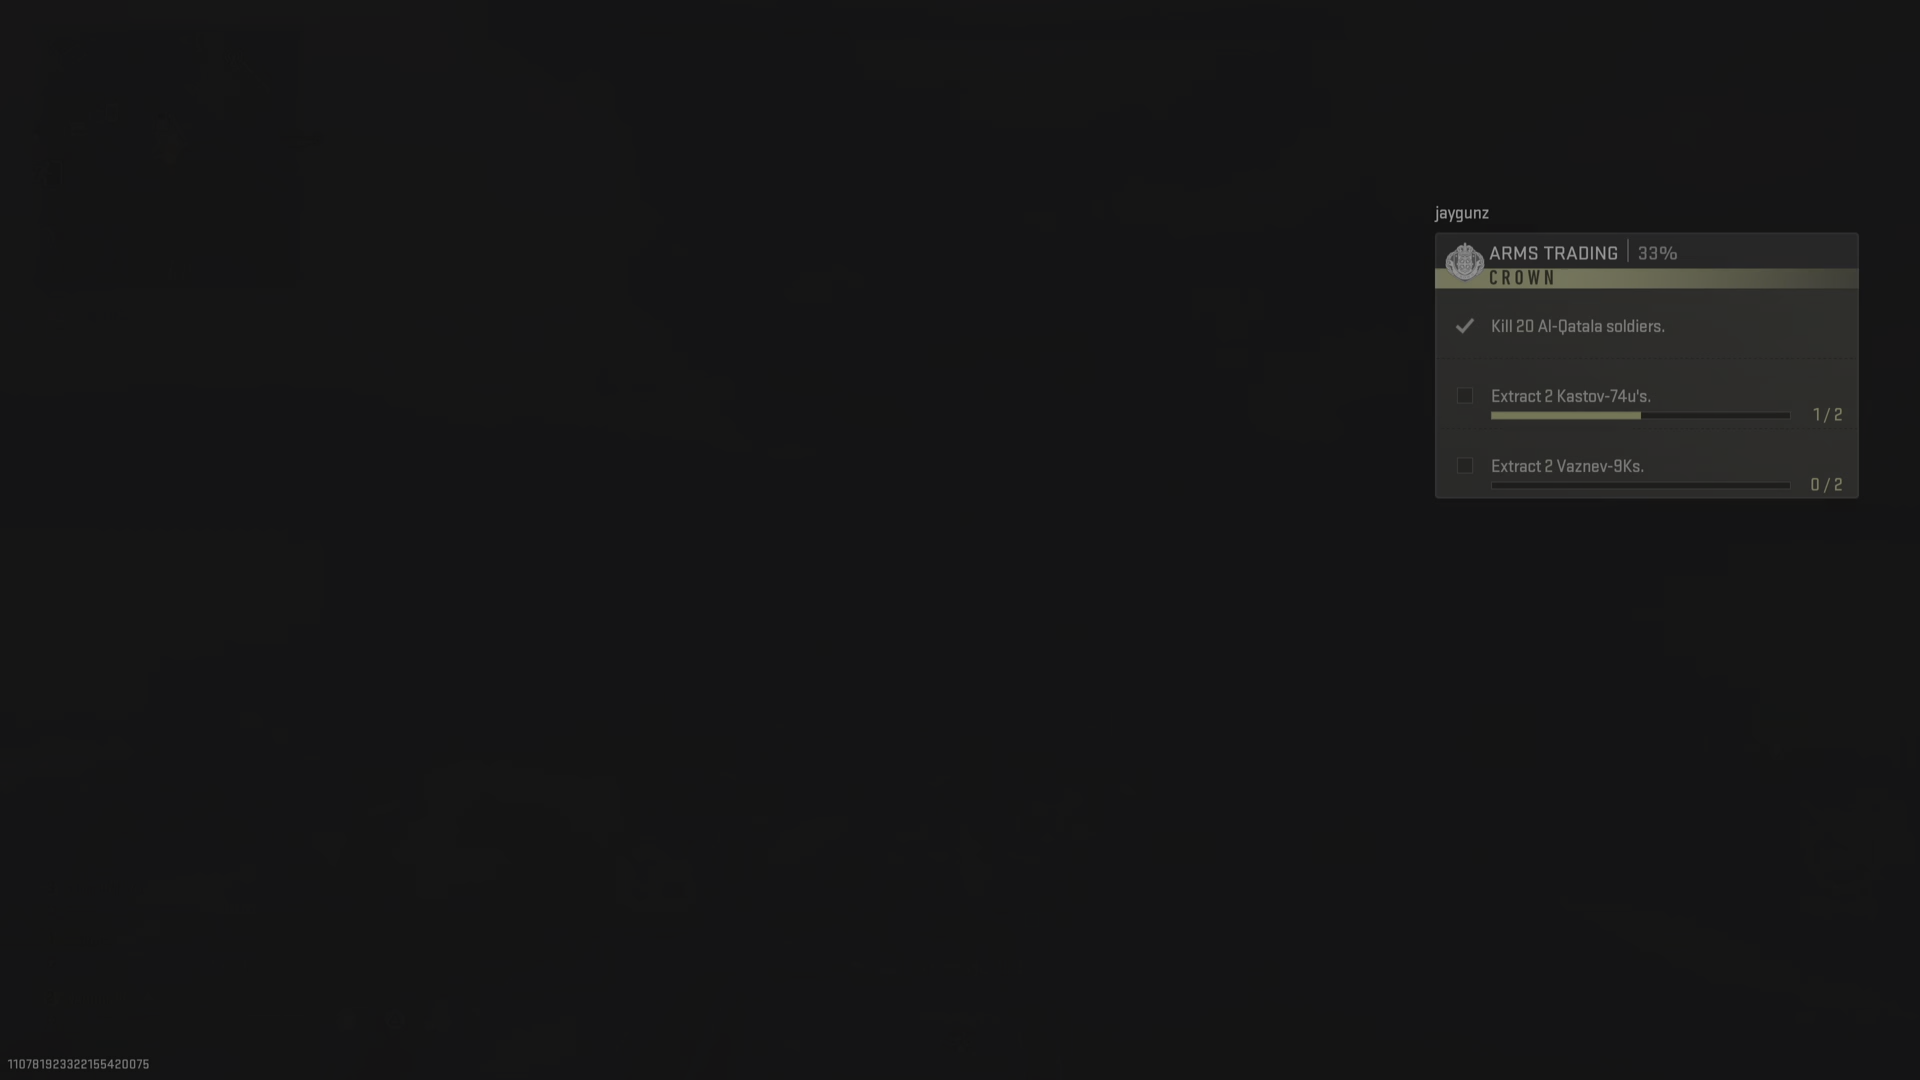 jaygunz
ARMS TRADING 33%
CROWN
Kill 20 Al-Qatala soldiers.
Extract 2 Kastov-74u's.
1 / 2
Extract 2 Vaznev-9Ks.
0 / 2
110781923322155420075